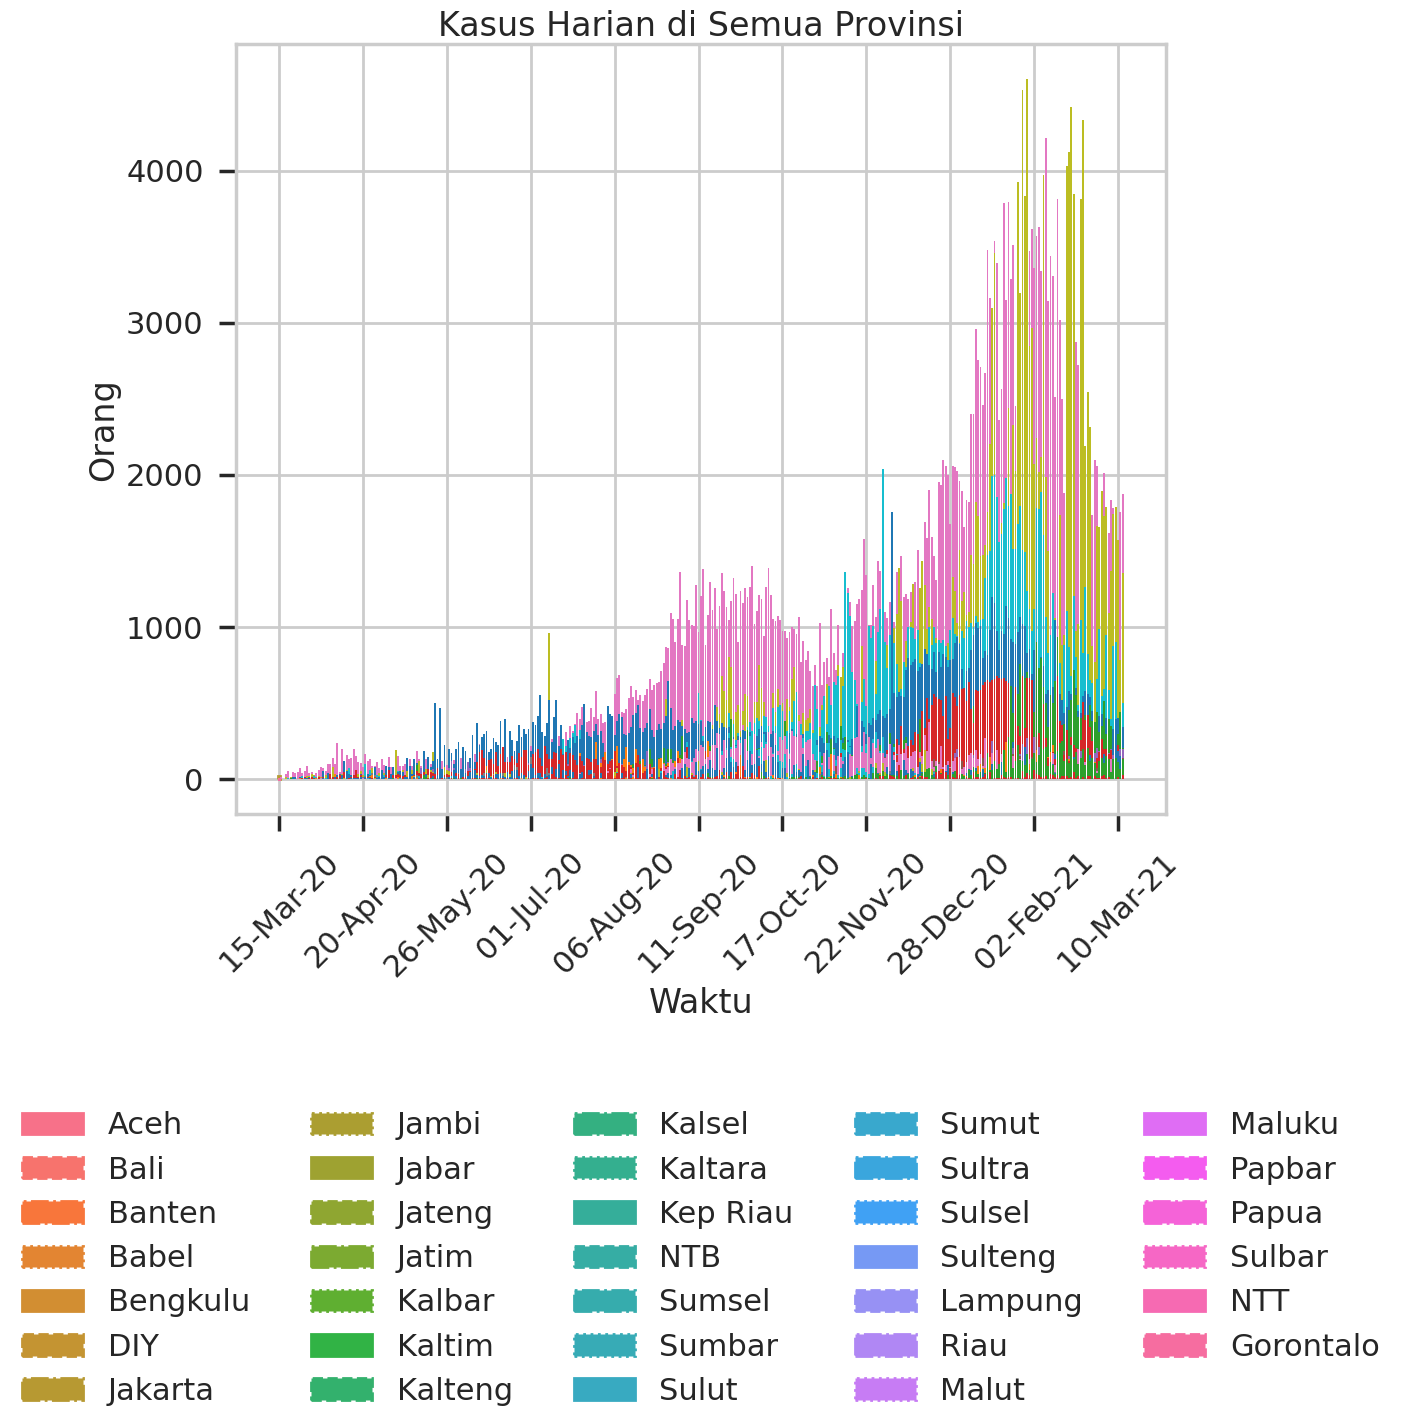 Kasus Harian di Semua Provinsi
4000
3000
2000
1000
0
Orang
15-Mar-20
20-Apr-20
26-May-20
01-Jul-20
06-Aug-20
11-Sep-20
17-Oct-20
22-Nov-20
28-Dec-20
02-Feb-21
10-Mar-21
Waktu
Aceh
Bali
Banten
Babel
Bengkulu
DIY
Jakarta
Jambi
Jabar
Jateng
Jatim
Kalbar
Kaltim
Kalteng
Kalsel
Kaltara
Kep Riau
NTB
Sumsel
Sumbar
Sulut
Sumut
Sultra
Sulsel
Sulteng
Lampung
Riau
Malut
Maluku
Papbar
Papua
Sulbar
NTT
Gorontalo